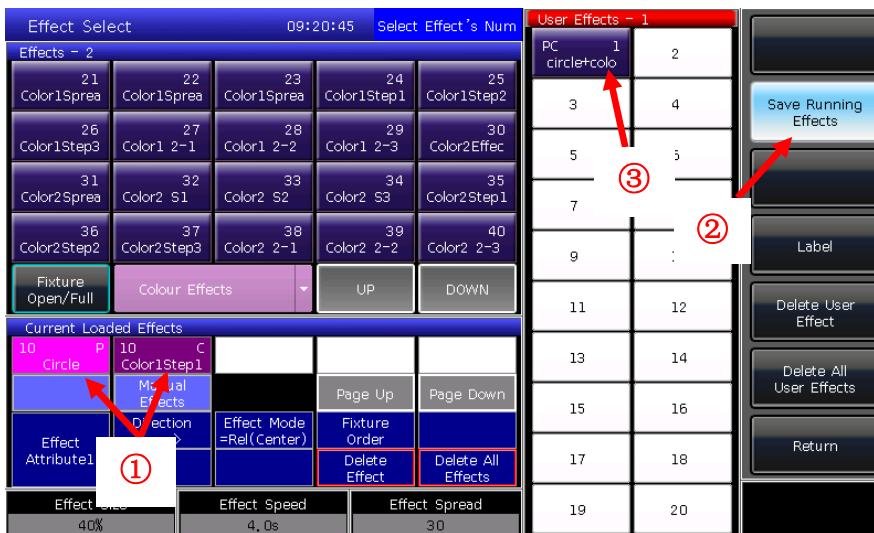 Effect Select 09:20:45 Select Effect's Num
Effects - 2
21 22 23 24 25
Color1Sprea Color1Sprea Color1Sprea Color1Step1 Color1Step2
26 27 28 29 30
Color1Step3 Color1 2-1 Color1 2-2 Color1 2-3 Color2Effec
31 32 33 34 35
Color2Sprea Color2 S1 Color2 S2 Color2 S3 Color2Step1
36 37 38 39 40
Color2Step2 Color2Step3 Color2 2-1 Color2 2-2 Color2 2-3
Fixture
Open/Full
Colour Effects
UP
DOWN
Current Loaded Effects
10 P
Circle
10 C
Color1Step1
Manual
Effects
Page Up
Page Down
Effect
Attribute1
Direction
>
Effect Mode
=Rel(Center)
Fixture
Order
Delete
Effect
Delete All
Effects
①
Effect Effect Speed Effect Spread
40% 4.0s 30
User Effects - 1
PC 1
circle+colo
2
3 4
5
③
7
9
11 12
13 14
15 16
17 18
19 20
Save Running
Effects
②
Label
Delete User
Effect
Delete All
User Effects
Return